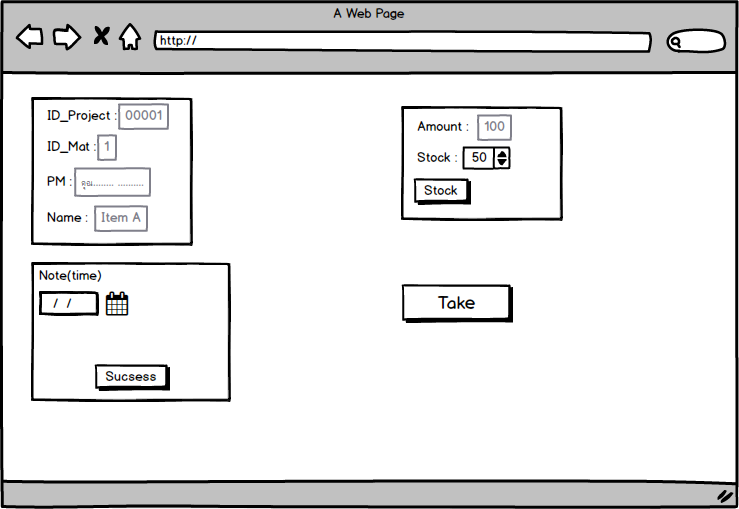 A Web Page
http://
ID_Project : 00001
ID_Mat : 1
PM : คุณ........ ..........
Name : Item A
Amount : 100
Stock : 50
Stock
Note(time)
/ /
Sucsess
Take